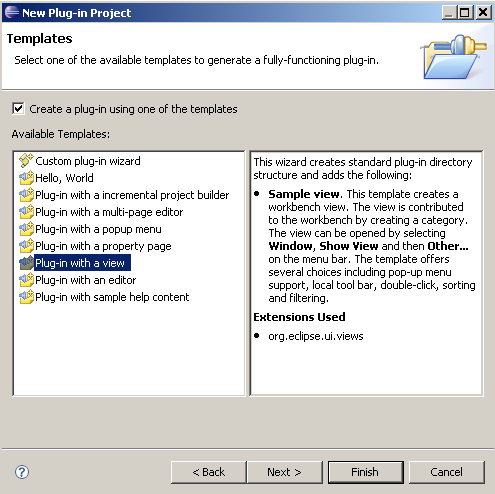 New Plug-in Project
Templates
Select one of the available templates to generate a fully-functioning plug-in.
Create a plug-in using one of the templates
Available Templates:
Custom plug-in wizard
Hello, World
Plug-in with a incremental project builder
Plug-in with a multi-page editor
Plug-in with a popup menu
Plug-in with a property page
Plug-in with a view
Plug-in with an editor
Plug-in with sample help content
This wizard creates standard plug-in directory
structure and adds the following:
• Sample view. This template creates a
workbench view. The view is contributed
to the workbench by creating a category.
The view can be opened by selecting
Window, Show View and then Other...
on the menu bar. The template offers
several choices including pop-up menu
support, local tool bar, double-click, sorting
and filtering.
Extensions Used
• org.eclipse.ui.views
?
< Back
Next >
Finish
Cancel